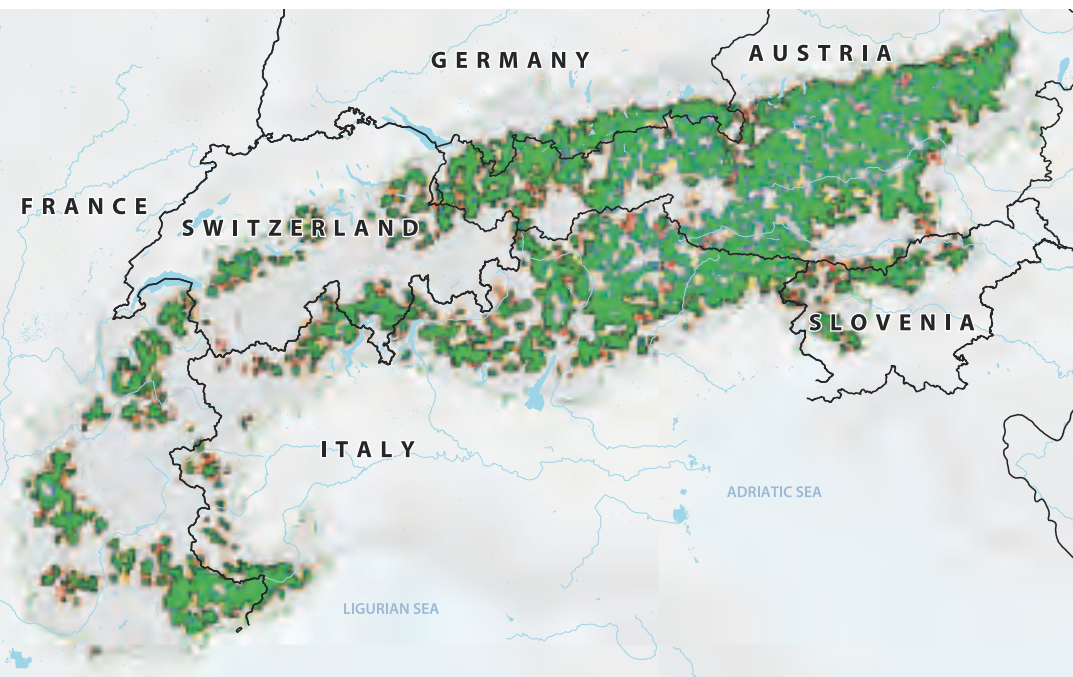 GERMANY
AUSTRIA
FRANCE
SWITZERLAND
SLOVENIA
ITALY
ADRIATIC SEA
LIGURIAN SEA